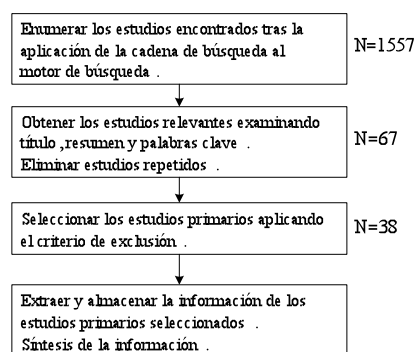 Enumerar los estudios encontrados tras la
aplicación de la cadena de búsqueda al
motor de búsqueda .
N=1557
Obtener los estudios relevantes examinando
título ,resumen y palabras clave .
Eliminar estudios repetidos .
N=67
Seleccionar los estudios primarios aplicando
el criterio de exclusión .
N=38
Extraer y almacenar la información de los
estudios primarios seleccionados .
Síntesis de la información .